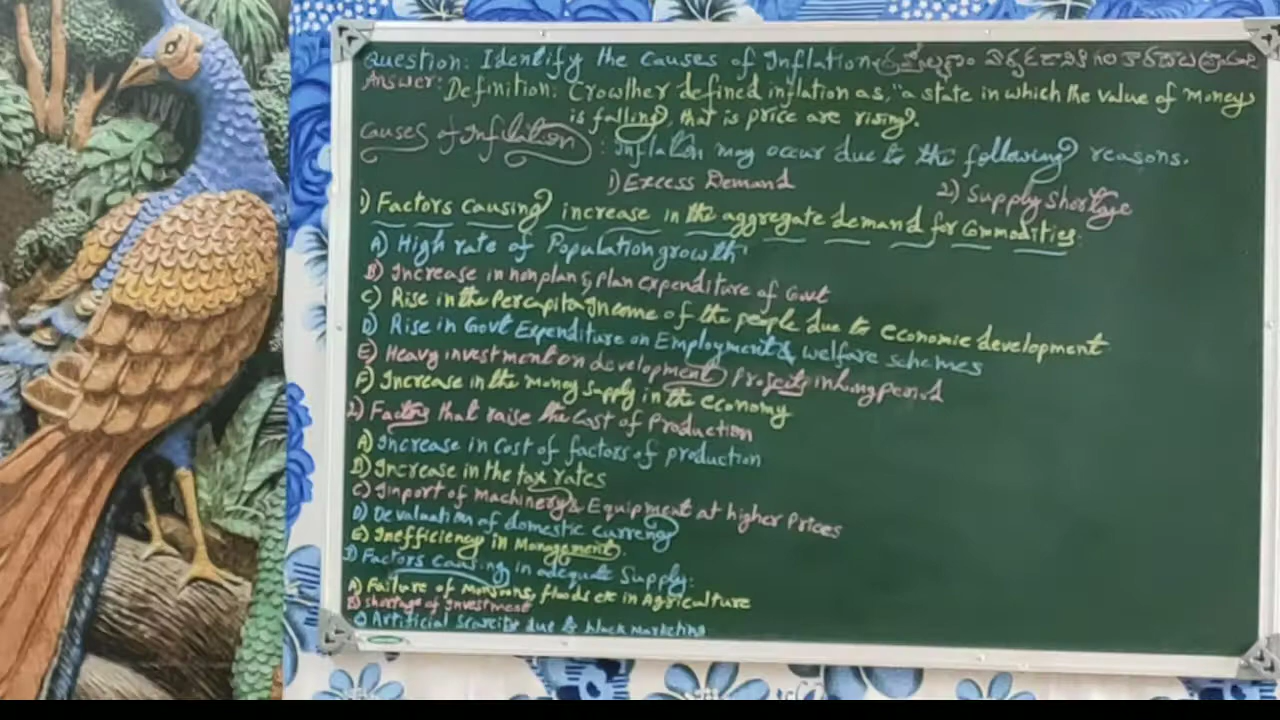 Question: Identify the Causes of Inflation
Answer: Definition: Crowther defined inflation as, "a state in which the value of money
is falling, that is price are rising".
Causes of Inflation : Inflation may occur due to the following reasons.
1) Excess Demand 2) Supply Shortage
1) Factors Causing increase in the aggregate demand for Commodities:
A) High rate of Population growth
B) Increase in non plan & plan expenditure of Govt
C) Rise in the Percapita Income of the people due to economic development
D) Rise in Govt Expenditure on Employment & welfare schemes
E) Heavy investment on development Projects in long period
F) Increase in the money supply in the economy
2) Factors that raise the Cost of Production
A) Increase in Cost of factors of production
B) Increase in the tax rates
C) Import of Machinery & Equipment at higher Prices
D) Devaluation of domestic Currency
E) Inefficiency in Management.
3) Factors causing in adequate Supply:
A) Failure of Monsoons, floods etc in Agriculture
B) Shortage of Investment
C) Artificial Scarcity due to black marketing